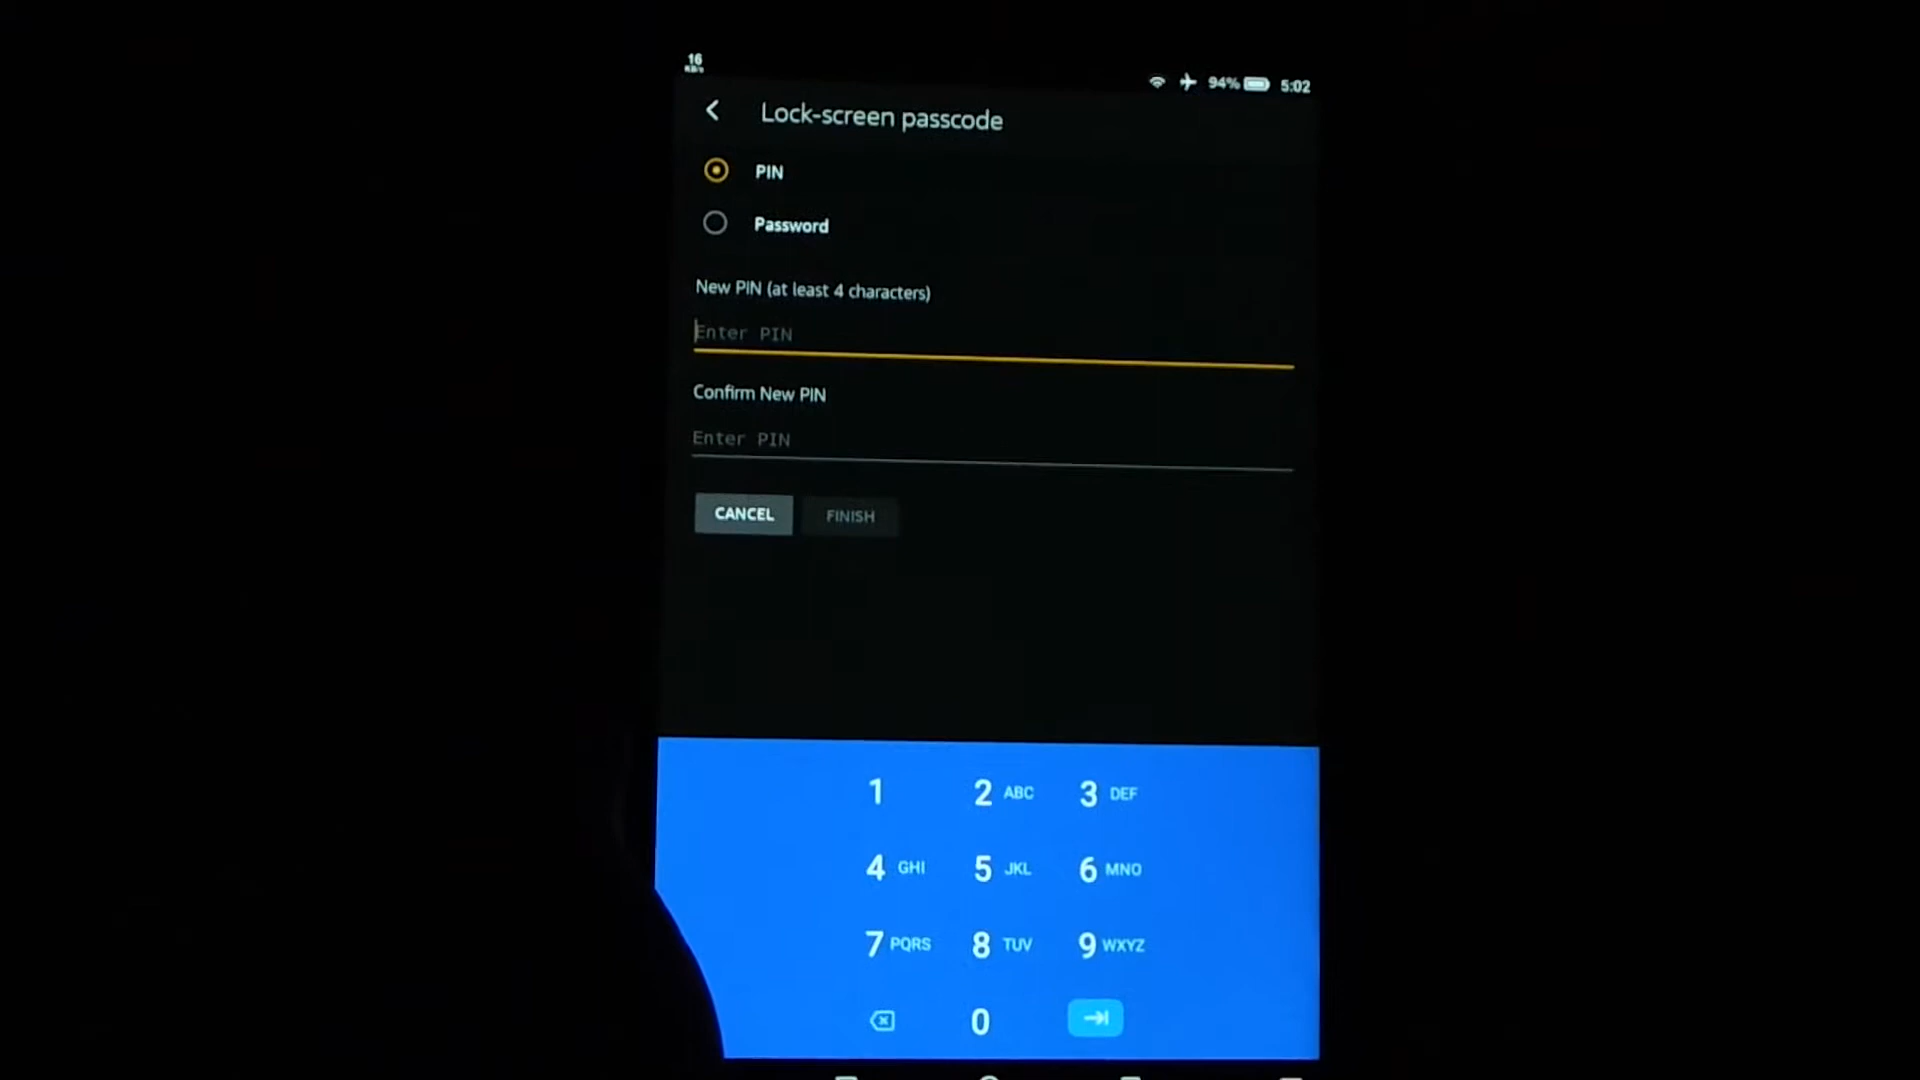 16
KB/s
94% 5:02
Lock-screen passcode
PIN
Password
New PIN (at least 4 characters)
Enter PIN
Confirm New PIN
Enter PIN
CANCEL FINISH
1 2 ABC 3 DEF
4 GHI 5 JKL 6 MNO
7 PQRS 8 TUV 9 WXYZ
0